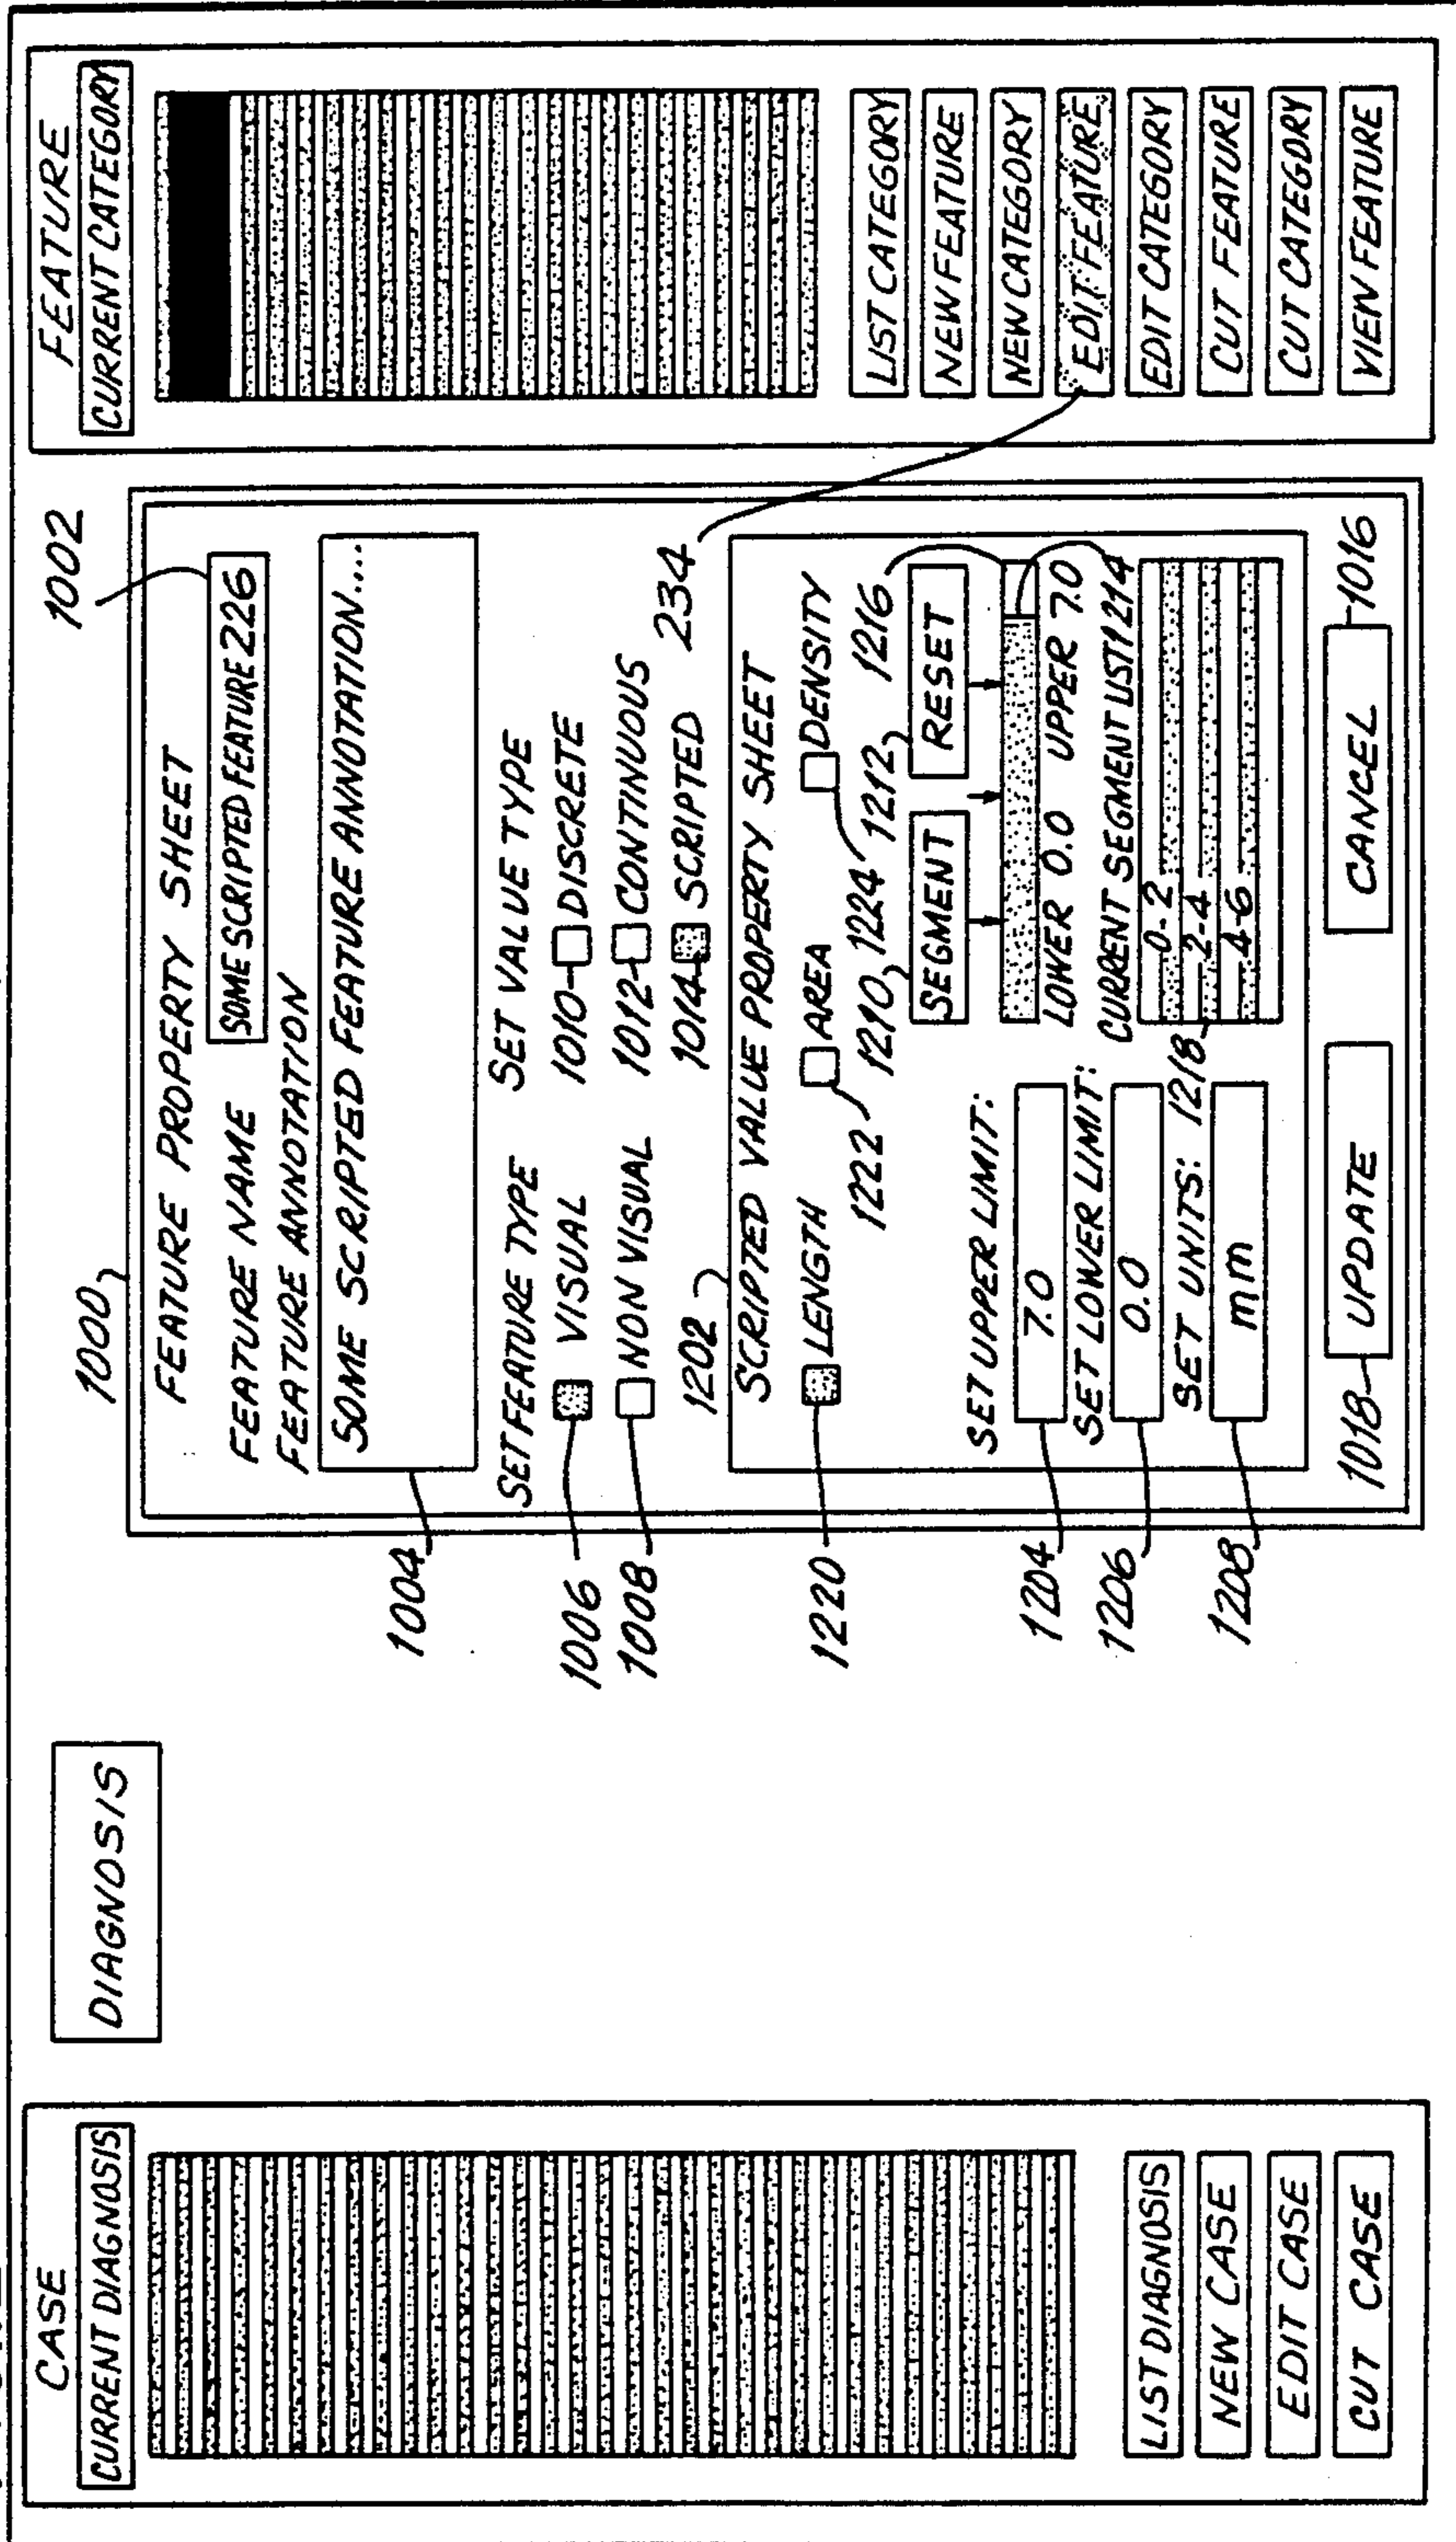 CASE
CURRENT DIAGNOSIS
LIST DIAGNOSIS
NEW CASE
EDIT CASE
CUT CASE
DIAGNOSIS
1000
1002
FEATURE PROPERTY SHEET
FEATURE NAME
SOME SCRIPTED FEATURE 226
FEATURE ANNOTATION
SOME SCRIPTED FEATURE ANNOTATION....
1004
SET FEATURE TYPE
SET VALUE TYPE
1006
VISUAL
1010
DISCRETE
1008
NON VISUAL
1012
CONTINUOUS
1014
SCRIPTED
234
1202
SCRIPTED VALUE PROPERTY SHEET
1220
LENGTH
AREA
DENSITY
1222
1210
1224
1212
1216
SEGMENT
RESET
SET UPPER LIMIT:
1204
7.0
LOWER 0.0 UPPER 7.0
SET LOWER LIMIT:
CURRENT SEGMENT LIST 1214
1206
0.0
0-2
SET UNITS: 1218
2-4
1208
mm
4-6
1018
UPDATE
CANCEL
1016
FEATURE
CURRENT CATEGORY
LIST CATEGORY
NEW FEATURE
NEW CATEGORY
EDIT FEATURE
EDIT CATEGORY
CUT FEATURE
CUT CATEGORY
VIEN FEATURE